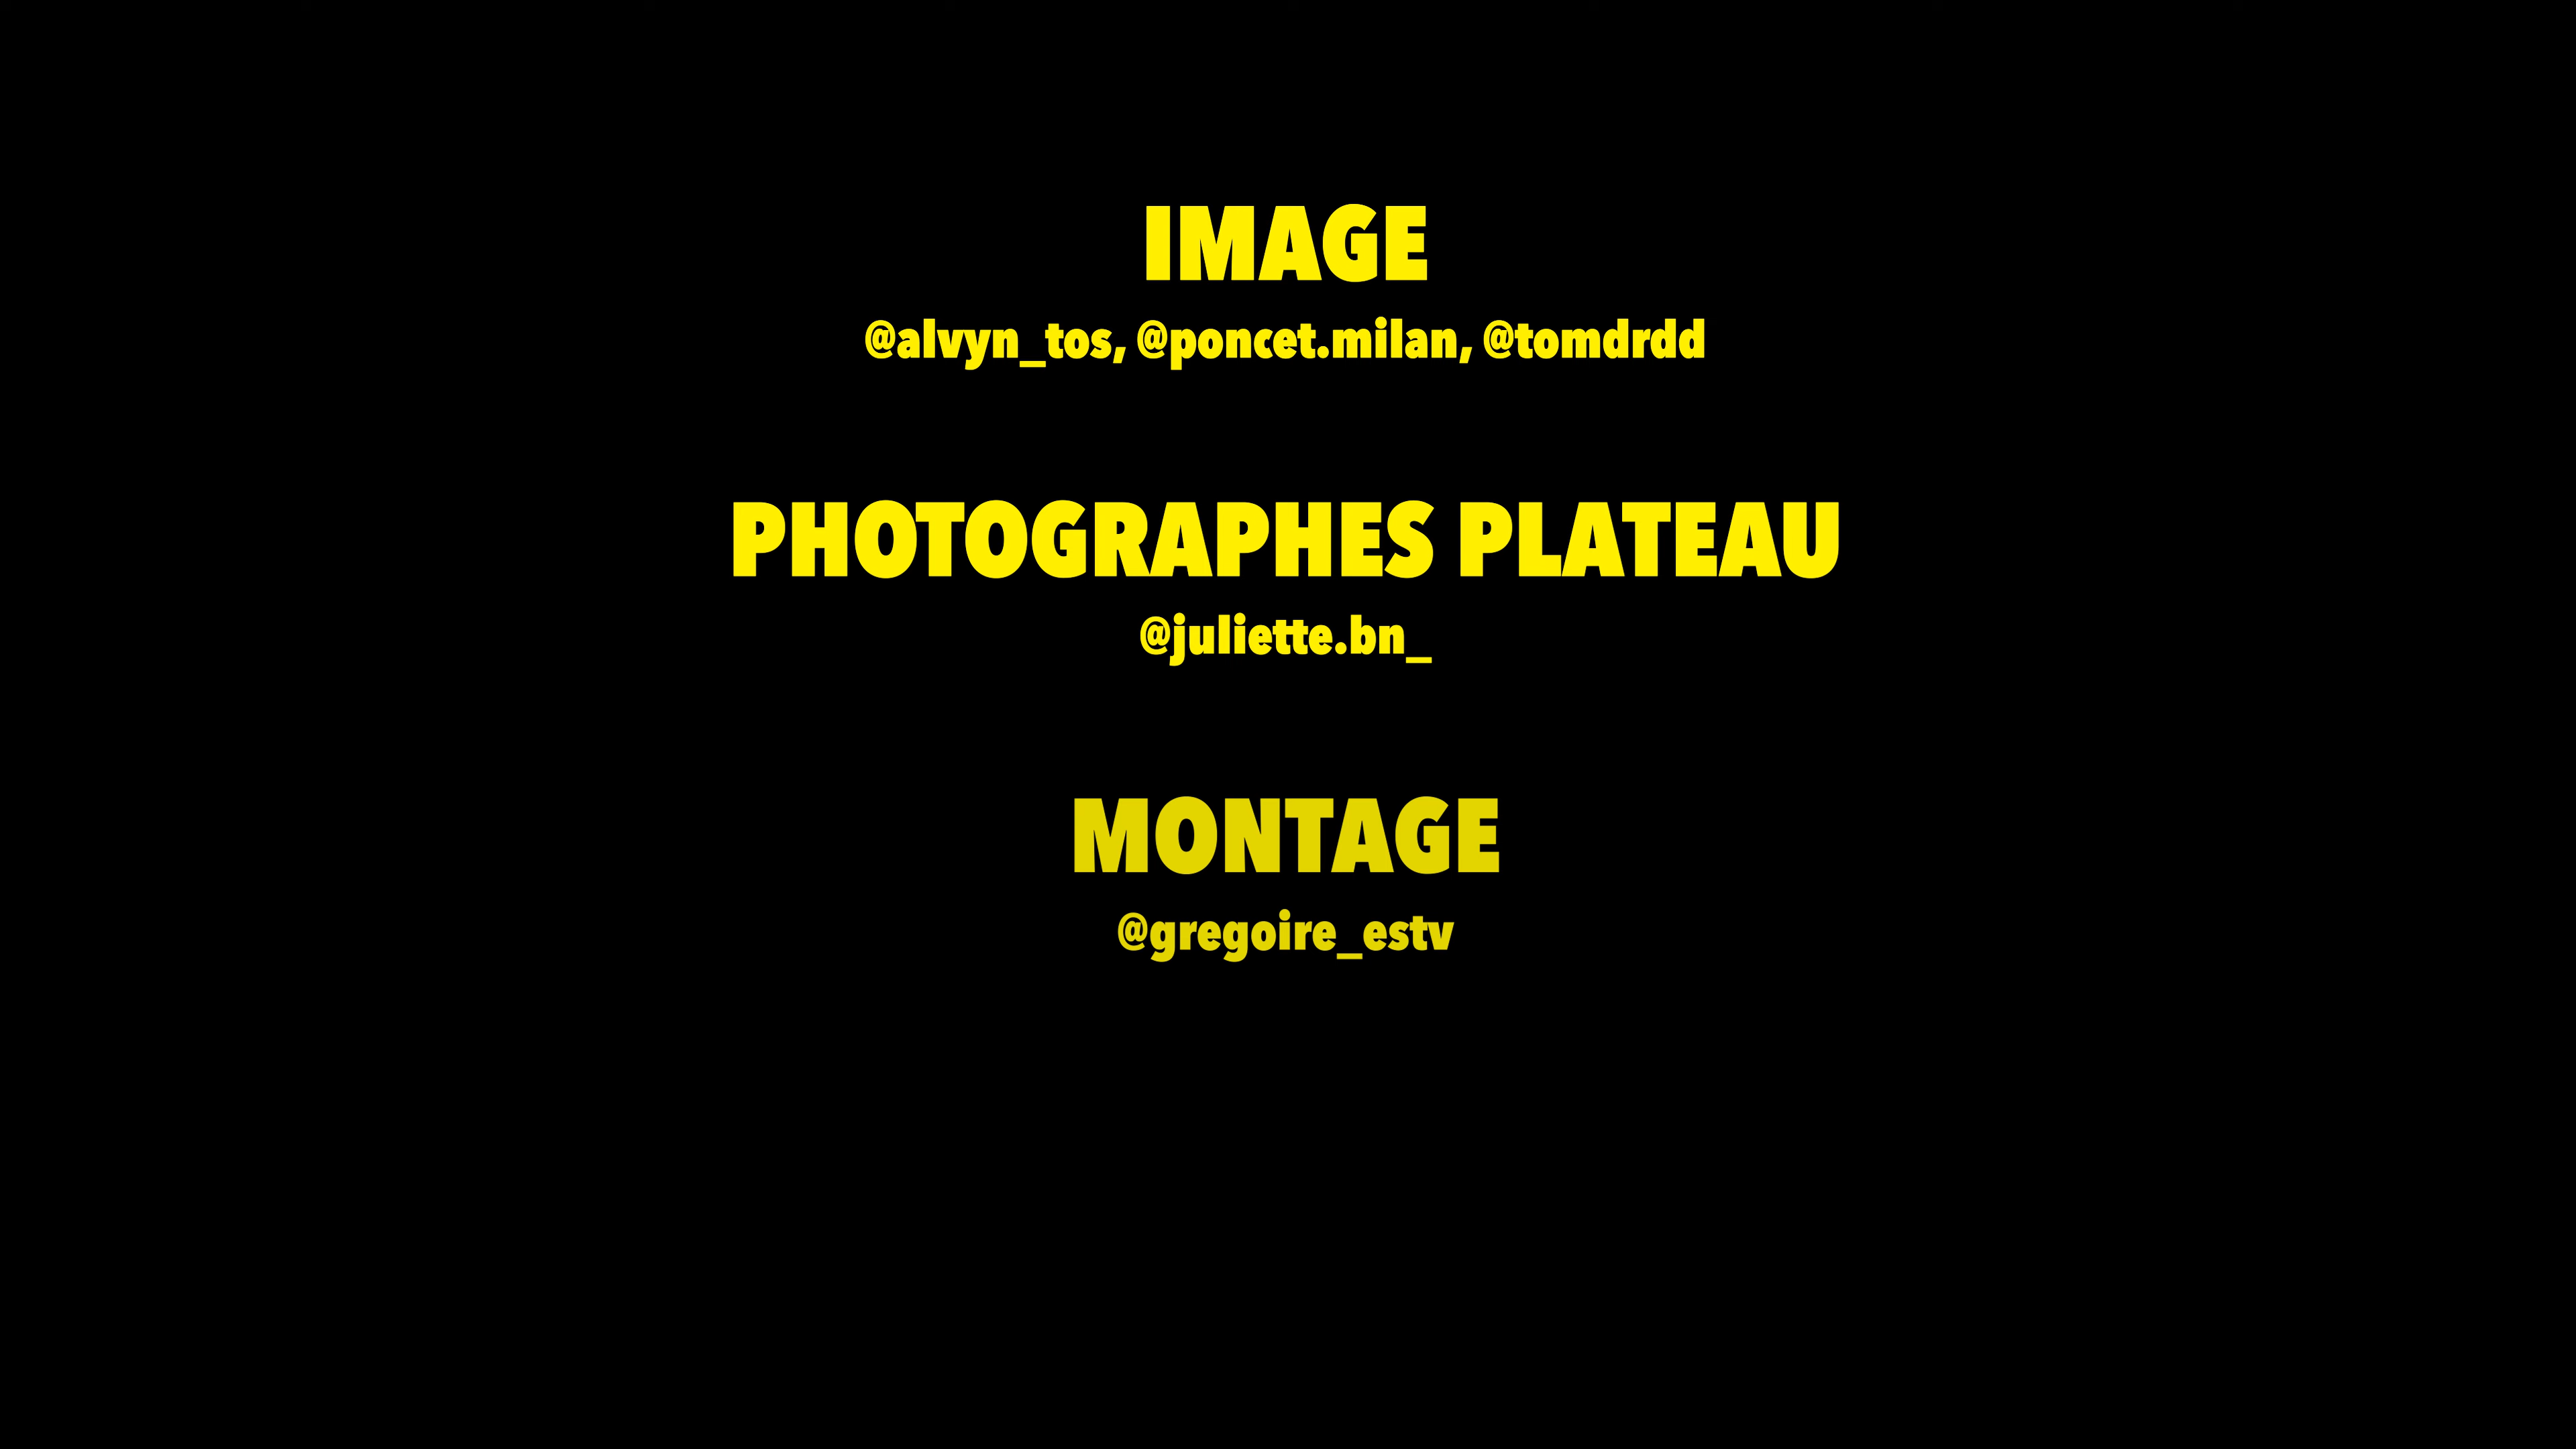 IMAGE
@alvyn_tos, @poncet.milan, @tomdrdd
PHOTOGRAPHES PLATEAU
@juliette.bn_
MONTAGE
@gregoire_estv